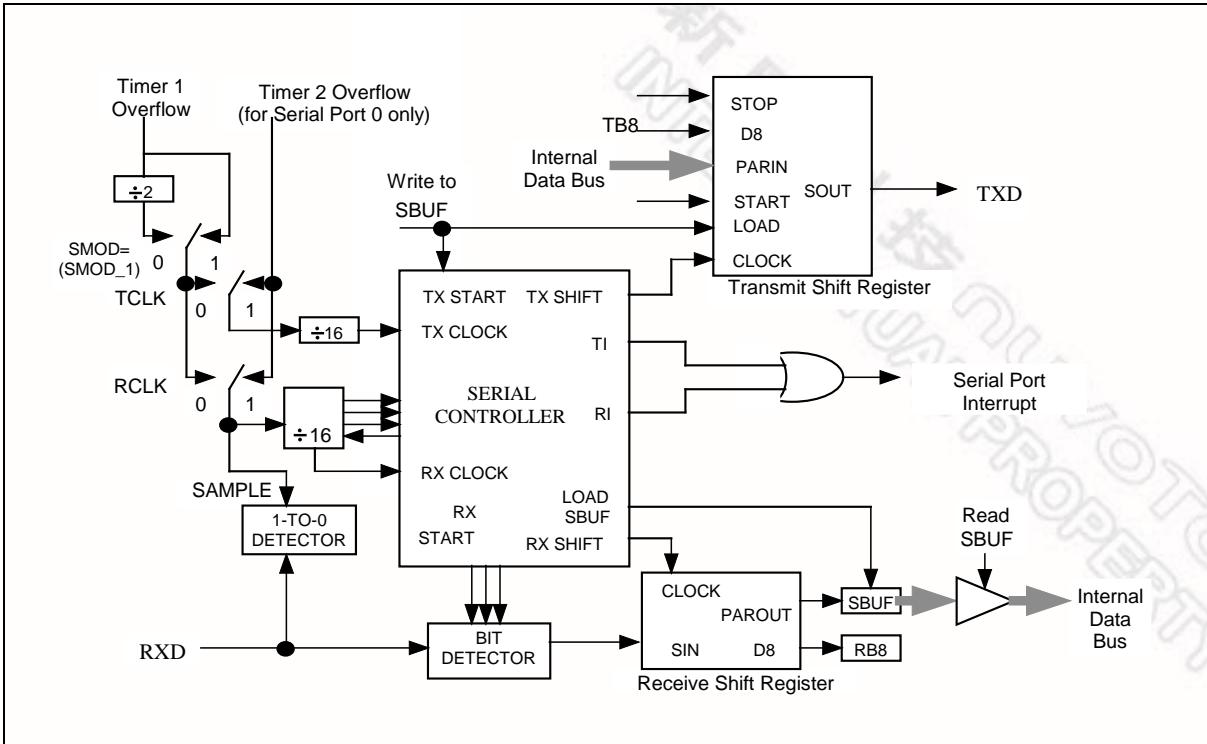 Timer 1
Overflow
Timer 2 Overflow
(for Serial Port 0 only)
÷2
SMOD=
(SMOD_1)
0
1
TCLK
0
1
÷16
RCLK
0
1
÷16
SAMPLE
1-TO-0
DETECTOR
RXD
Write to
SBUF
TX START
TX SHIFT
TX CLOCK
TI
SERIAL
CONTROLLER
RI
RX CLOCK
LOAD
SBUF
RX
START
RX SHIFT
BIT
DETECTOR
TB8
Internal
Data Bus
STOP
D8
PARIN
SOUT
START
LOAD
CLOCK
Transmit Shift Register
TXD
Serial Port
Interrupt
CLOCK
PAROUT
SIN
D8
Receive Shift Register
SBUF
RB8
Read
SBUF
Internal
Data
Bus
新
技
PROPERTY